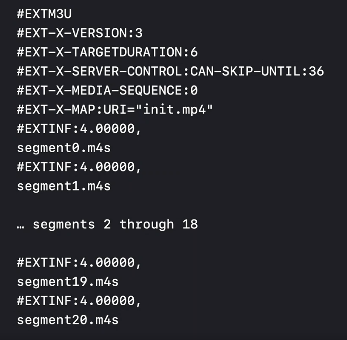 #EXTM3U
#EXT-X-VERSION:3
#EXT-X-TARGETDURATION:6
#EXT-X-SERVER-CONTROL:CAN-SKIP-UNTIL:36
#EXT-X-MEDIA-SEQUENCE:0
#EXT-X-MAP:URI="init.mp4"
#EXTINF:4.00000,
segment0.m4s
#EXTINF:4.00000,
segment1.m4s
… segments 2 through 18
#EXTINF:4.00000,
segment19.m4s
#EXTINF:4.00000,
segment20.m4s